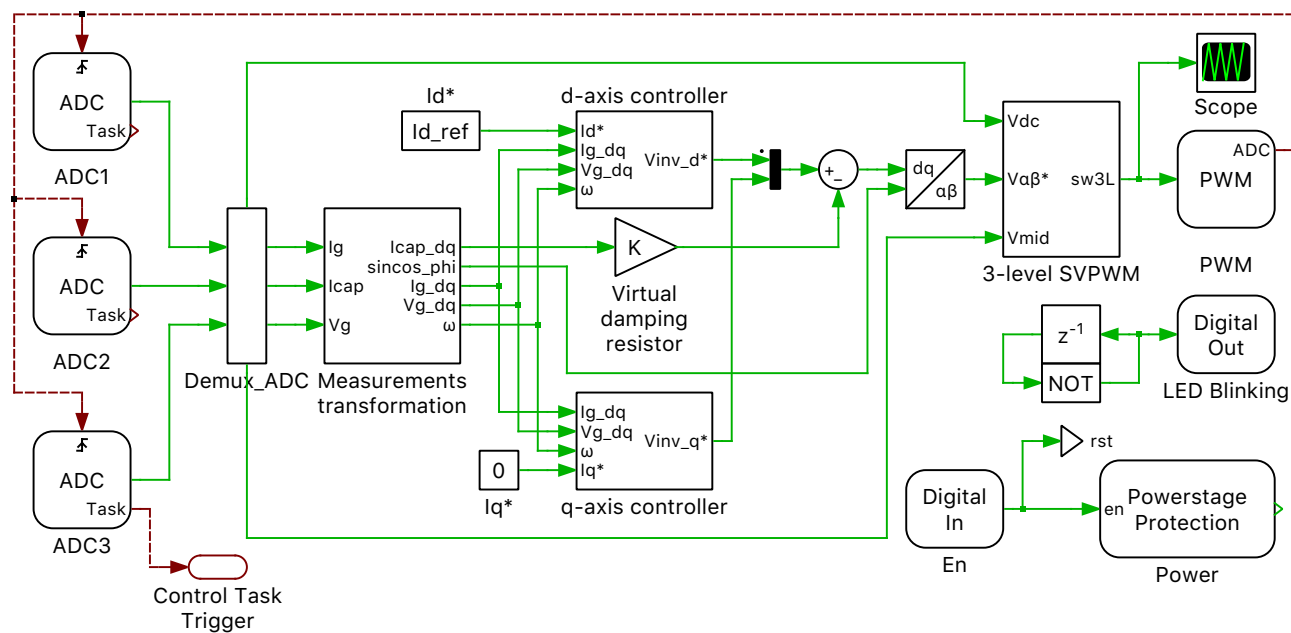 ADC
Task
ADC1
ADC
Task
ADC2
ADC
Task
ADC3
Control Task
Trigger
Demux_ADC
Ig
Icap
Vg
Icap_dq
sincos_phi
Ig_dq
Vg_dq
ω
Measurements
transformation
Id*
Id_ref
d-axis controller
Id*
Ig_dq
Vg_dq
ω
Vinv_d*
K
Virtual
damping
resistor
Ig_dq
Vg_dq
ω
Iq*
Vinv_q*
q-axis controller
0
Iq*
+
−
dq
αβ
Vdc
Vαβ*
Vmid
sw3L
3-level SVPWM
Scope
ADC
PWM
PWM
z-1
NOT
Digital
Out
LED Blinking
rst
Digital
In
En
en
Powerstage
Protection
Power